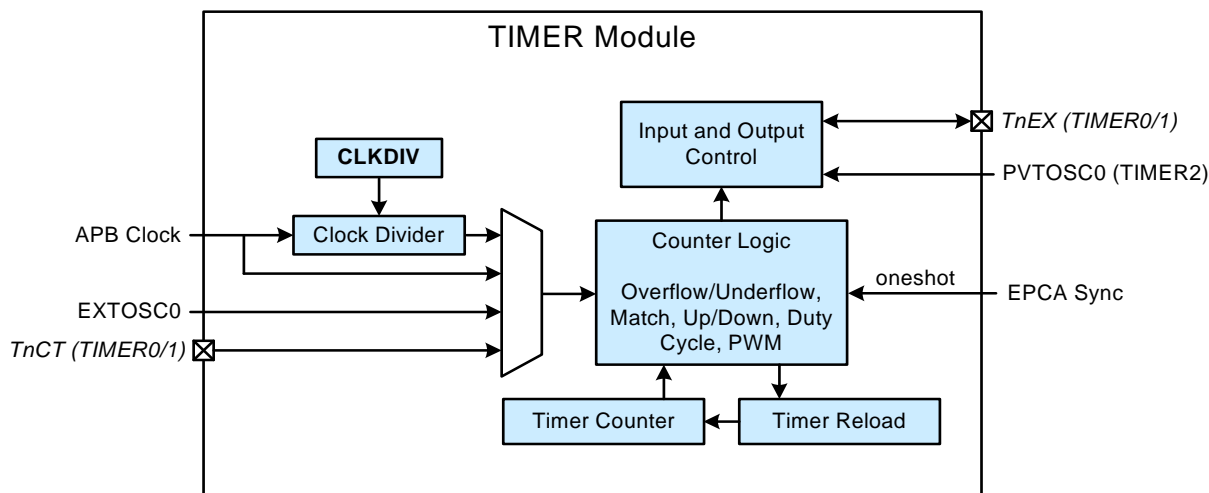 TIMER Module
Input and Output
Control
TnEX (TIMER0/1)
PVTOSC0 (TIMER2)
CLKDIV
APB Clock
Clock Divider
EXTOSC0
TnCT (TIMER0/1)
Counter Logic
Overflow/Underflow,
Match, Up/Down, Duty
Cycle, PWM
oneshot
EPCA Sync
Timer Counter
Timer Reload